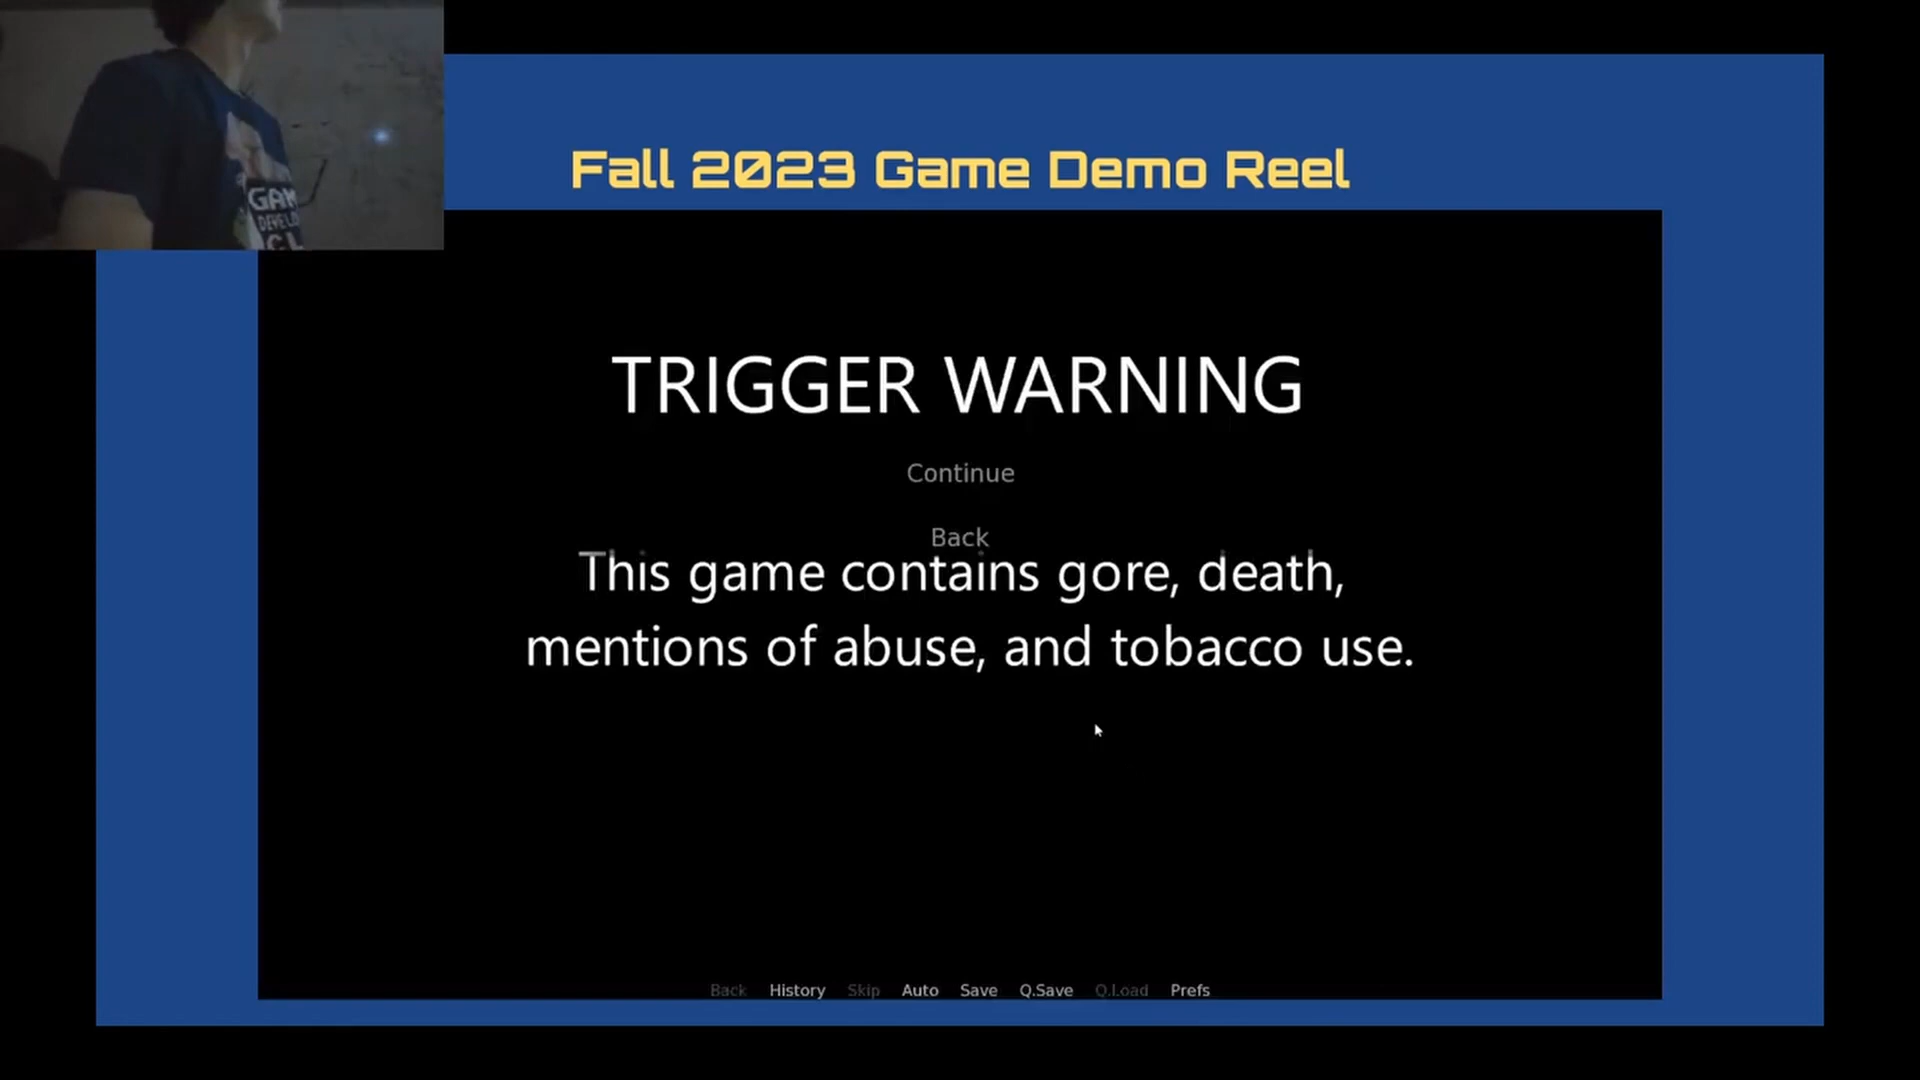 Fall 2023 Game Demo Reel
TRIGGER WARNING
Continue
Back
This game contains gore, death,
mentions of abuse, and tobacco use.
Back History Skip Auto Save Q.Save Q.Load Prefs